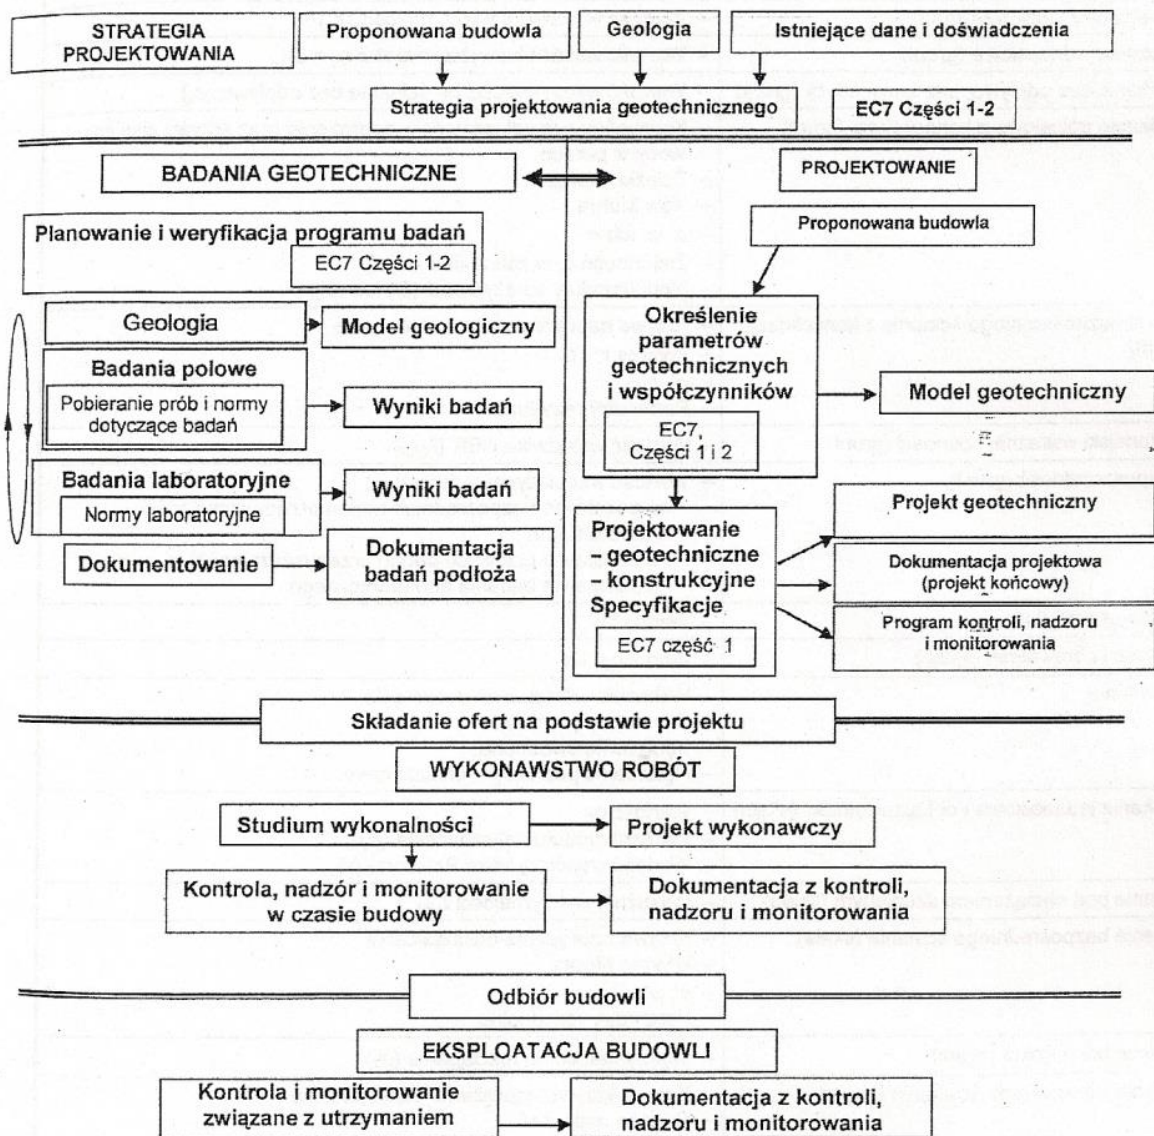 STRATEGIA
PROJEKTOWANIA
Proponowana budowla
Geologia
Istniejące dane i doświadczenia
Strategia projektowania geotechnicznego
EC7 Części 1-2
BADANIA GEOTECHNICZNE
PROJEKTOWANIE
Planowanie i weryfikacja programu badań
EC7 Części 1-2
Proponowana budowla
Geologia
Model geologiczny
Badania polowe
Pobieranie prób i normy
dotyczące badań
Wyniki badań
Badania laboratoryjne
Normy laboratoryjne
Wyniki badań
Dokumentowanie
Dokumentacja
badań podłoża
Określenie
parametrów
geotechnicznych
i współczynników
EC7,
Części 1 i 2
Model geotechniczny
Projektowanie
– geotechniczne
– konstrukcyjne
Specyfikacje
EC7 część 1
Projekt geotechniczny
Dokumentacja projektowa
(projekt końcowy)
Program kontroli, nadzoru
i monitorowania
Składanie ofert na podstawie projektu
WYKONAWSTWO ROBÓT
Studium wykonalności
Projekt wykonawczy
Kontrola, nadzór i monitorowanie
w czasie budowy
Dokumentacja z kontroli,
nadzoru i monitorowania
Odbiór budowli
EKSPLOATACJA BUDOWLI
Kontrola i monitorowanie
związane z utrzymaniem
Dokumentacja z kontroli,
nadzoru i monitorowania